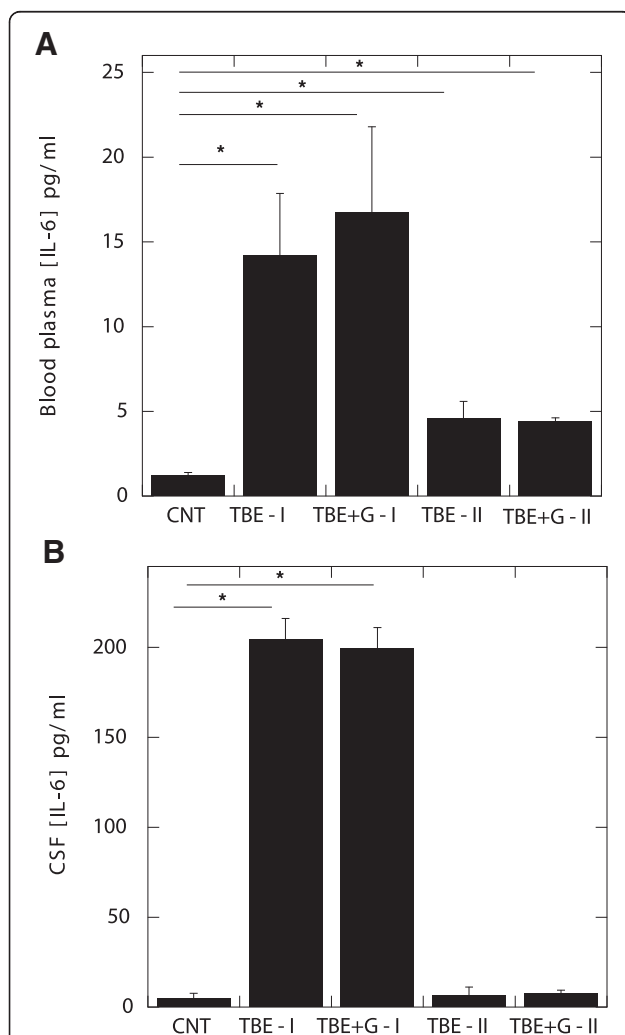 A
Blood plasma [IL-6] pg/ml
25
20
15
10
5
0
*
*
*
*
CNT TBE - I TBE+G - I TBE - II TBE+G - II
B
CSF [IL-6] pg/ml
200
150
100
50
0
*
*
CNT TBE - I TBE+G - I TBE - II TBE+G - II